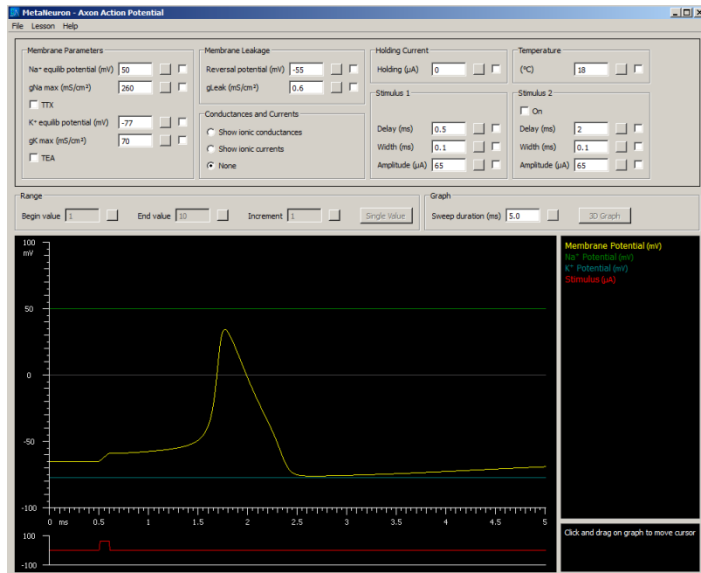 MetaNeuron - Axon Action Potential
File Lesson Help
Membrane Parameters
Na⁺ equilib potential (mV) 50
gNa max (mS/cm²) 260
TTX
K⁺ equilib potential (mV) -77
gK max (mS/cm²) 70
TEA
Membrane Leakage
Reversal potential (mV) -55
gLeak (mS/cm²) 0.6
Conductances and Currents
Show ionic conductances
Show ionic currents
None
Holding Current
Holding (µA) 0
Stimulus 1
Delay (ms) 0.5
Width (ms) 0.1
Amplitude (µA) 65
Temperature
(°C) 18
Stimulus 2
On
Delay (ms) 2
Width (ms) 0.1
Amplitude (µA) 65
Range
Begin value 1 End value 10 Increment 1 Single Value
Graph
Sweep duration (ms) 5.0 3D Graph
100
mV
50
0
-50
-100
0 ms 0.5 1 1.5 2 2.5 3 3.5 4 4.5 5
100
-100
Membrane Potential (mV)
Na⁺ Potential (mV)
K⁺ Potential (mV)
Stimulus (µA)
Click and drag on graph to move cursor